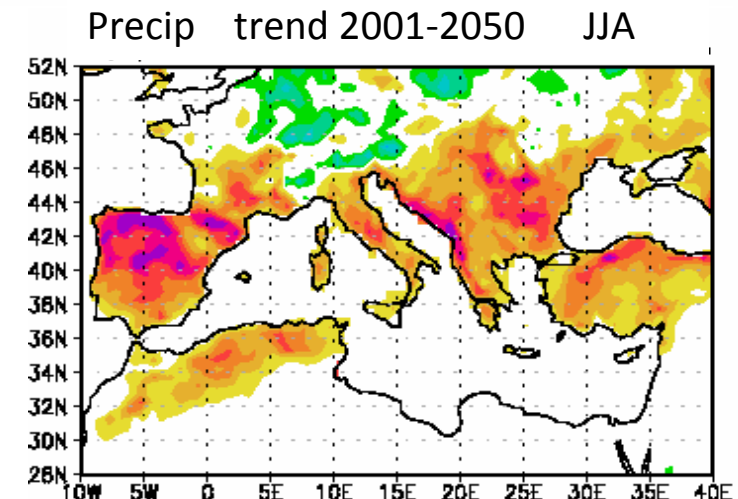 Precip trend 2001-2050 JJA
52N
50N
48N
46N
44N
42N
40N
38N
36N
34N
32N
30N
28N
10W 5W 0 5E 10E 15E 20E 25E 30E 35E 40E